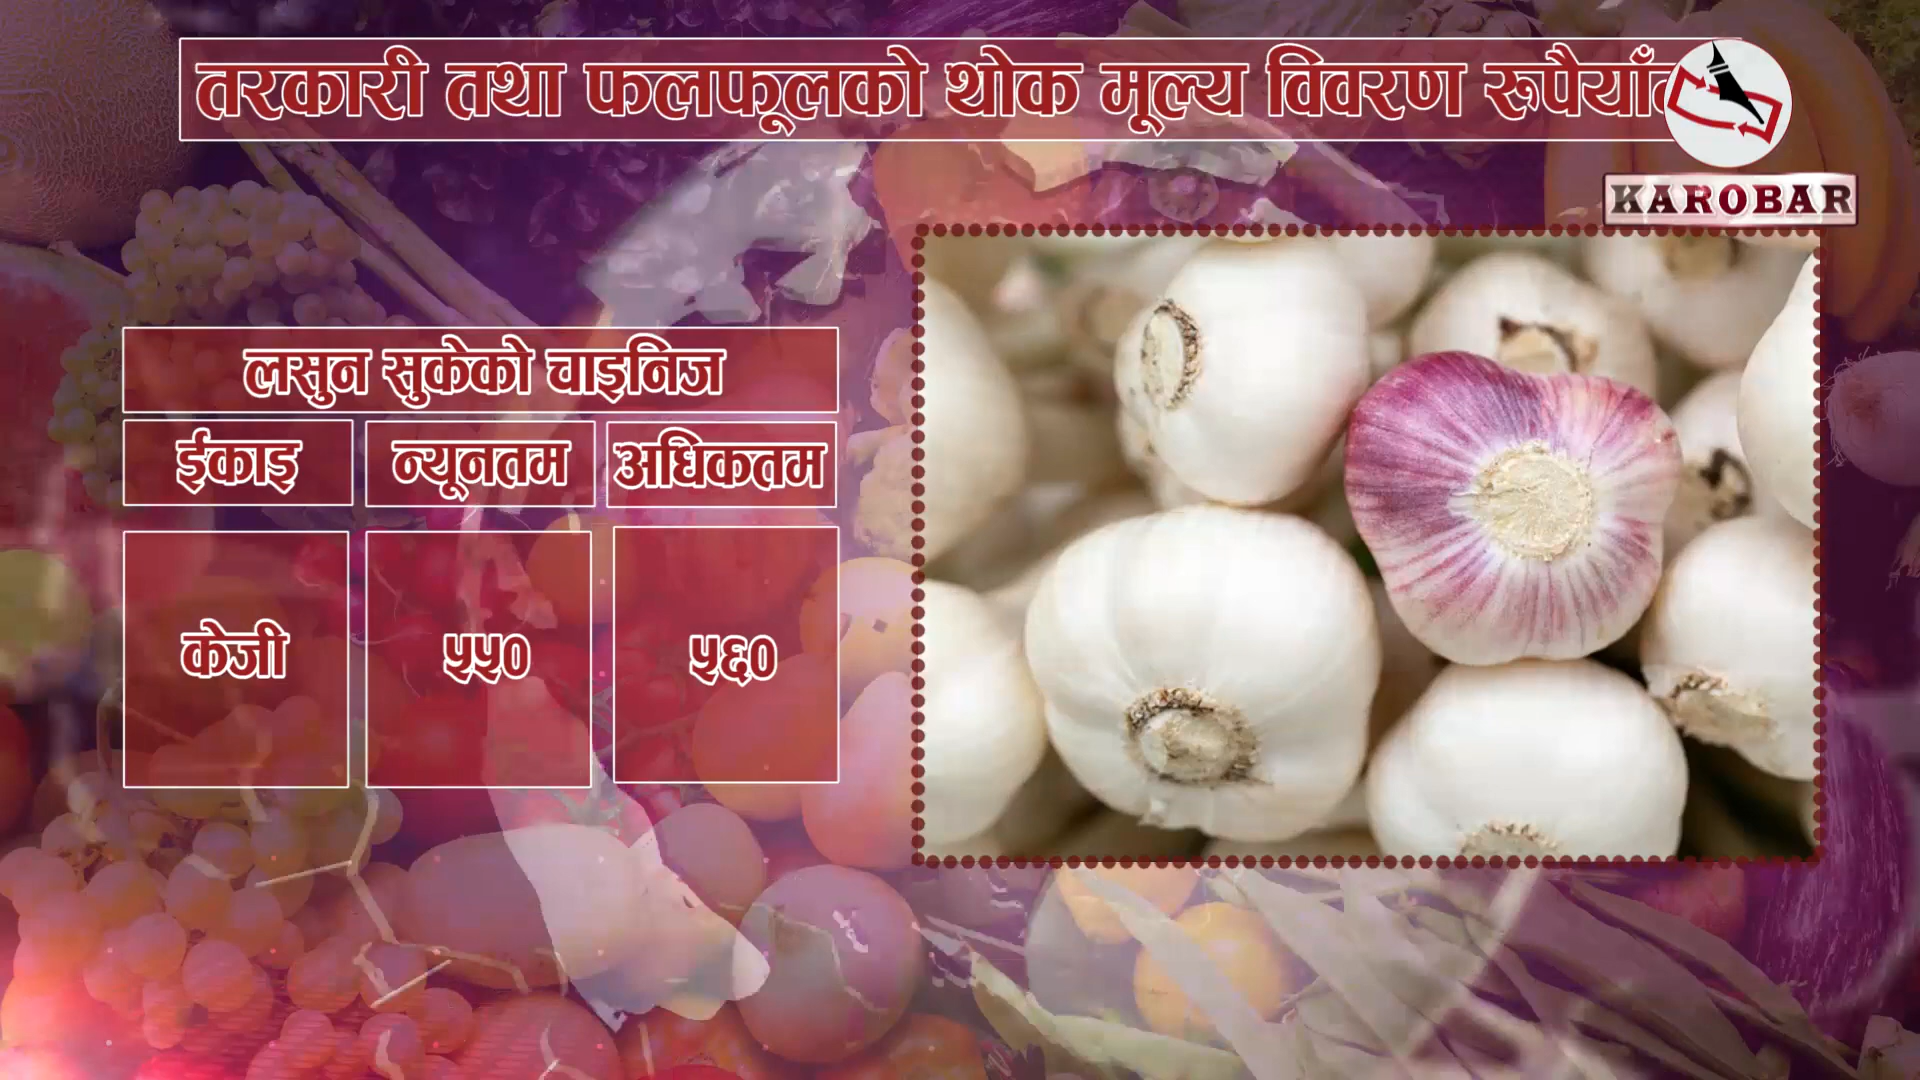 तरकारी तथा फलफूलको थोक मूल्य विवरण रूपैयाँ
KAROBAR
लसुन सुकेको चाइनिज
ईकाइ न्यूनतम अधिकतम
केजी ५५० ५६०